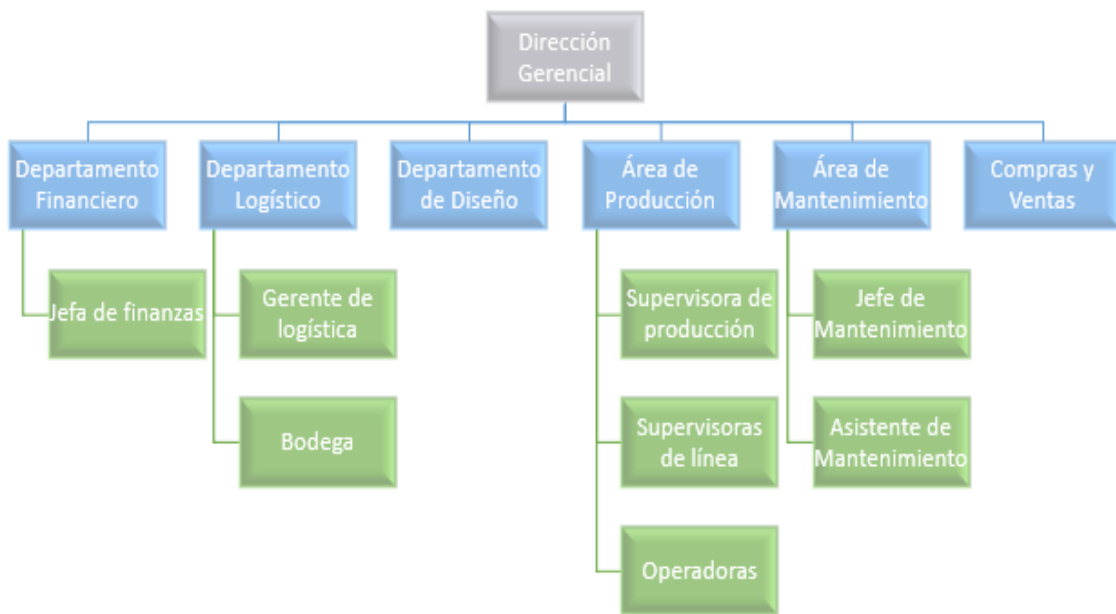 Dirección
Gerencial
Departamento
Financiero
Departamento
Logístico
Departamento
de Diseño
Área de
Producción
Área de
Mantenimiento
Compras y
Ventas
Jefa de finanzas
Gerente de
logística
Supervisora de
producción
Jefe de
Mantenimiento
Bodega
Supervisoras
de línea
Asistente de
Mantenimiento
Operadoras